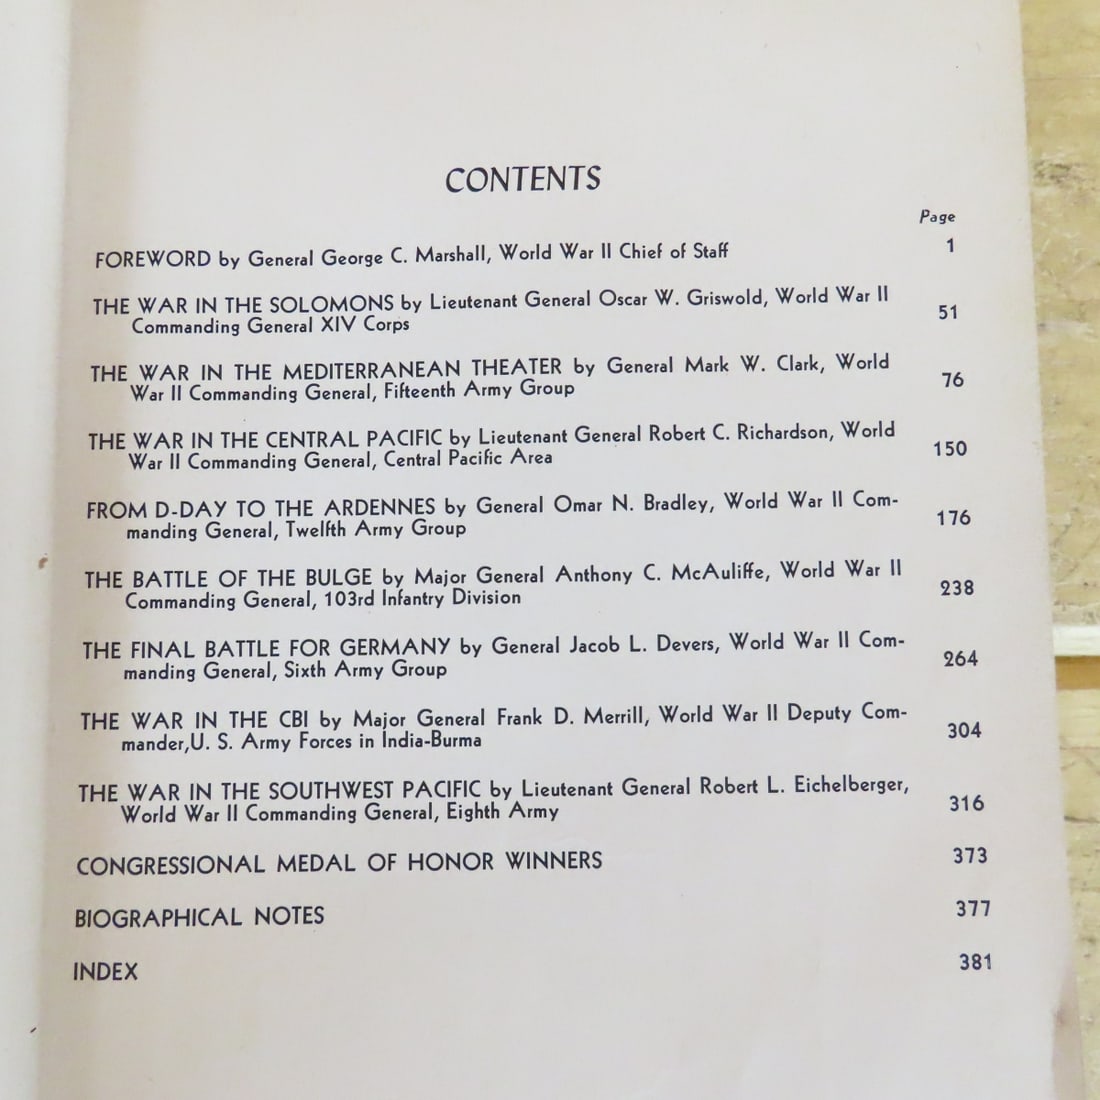 CONTENTS
Page
FOREWORD by General George C. Marshall, World War II Chief of Staff 1
THE WAR IN THE SOLOMONS by Lieutenant General Oscar W. Griswold, World War II
Commanding General XIV Corps 51
THE WAR IN THE MEDITERRANEAN THEATER by General Mark W. Clark, World
War II Commanding General, Fifteenth Army Group 76
THE WAR IN THE CENTRAL PACIFIC by Lieutenant General Robert C. Richardson, World
War II Commanding General, Central Pacific Area 150
FROM D-DAY TO THE ARDENNES by General Omar N. Bradley, World War II Com-
manding General, Twelfth Army Group 176
THE BATTLE OF THE BULGE by Major General Anthony C. McAuliffe, World War II
Commanding General, 103rd Infantry Division 238
THE FINAL BATTLE FOR GERMANY by General Jacob L. Devers, World War II Com-
manding General, Sixth Army Group 264
THE WAR IN THE CBI by Major General Frank D. Merrill, World War II Deputy Com-
mander,U. S. Army Forces in India-Burma 304
THE WAR IN THE SOUTHWEST PACIFIC by Lieutenant General Robert L. Eichelberger,
World War II Commanding General, Eighth Army 316
CONGRESSIONAL MEDAL OF HONOR WINNERS 373
BIOGRAPHICAL NOTES 377
INDEX 381